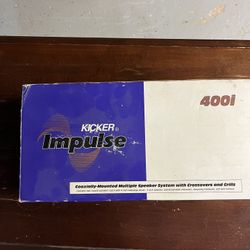 400i
KICKER®
Impulse
Coaxially-Mounted Multiple Speaker System with Crossovers and Grills